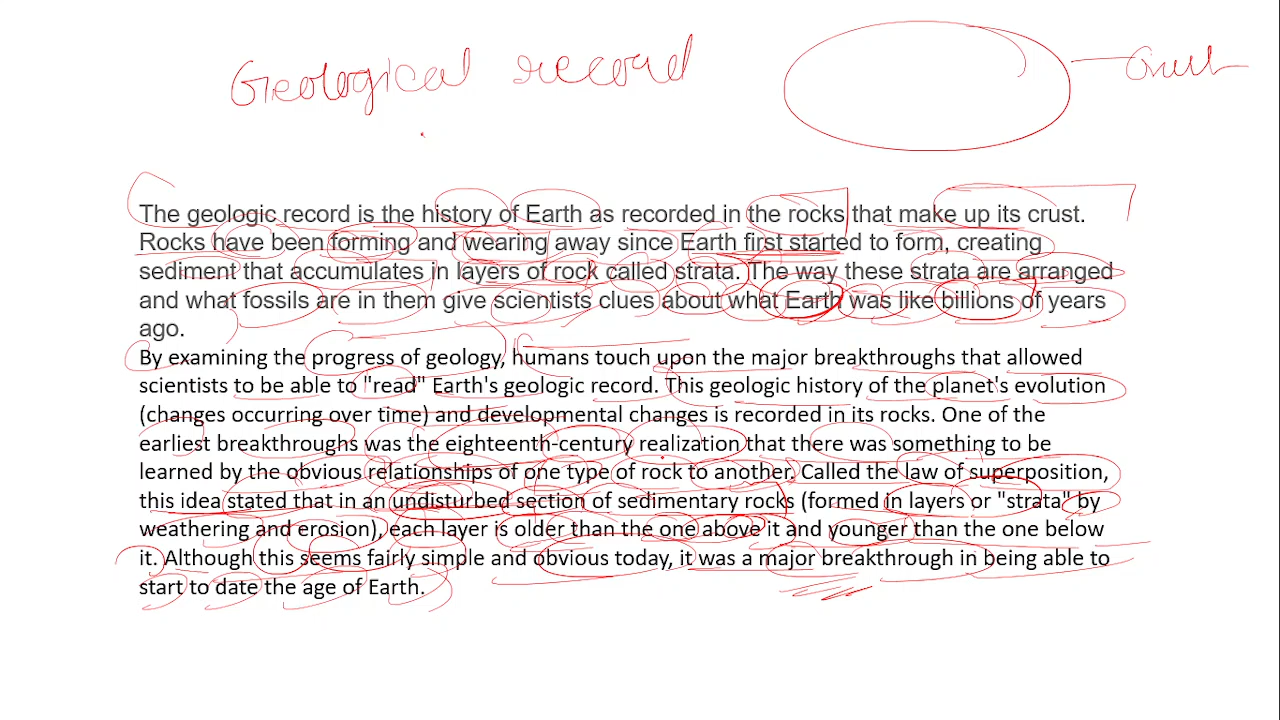 Geological record
Crust
The geologic record is the history of Earth as recorded in the rocks that make up its crust.
Rocks have been forming and wearing away since Earth first started to form, creating
sediment that accumulates in layers of rock called strata. The way these strata are arranged
and what fossils are in them give scientists clues about what Earth was like billions of years
ago.
By examining the progress of geology, humans touch upon the major breakthroughs that allowed
scientists to be able to "read" Earth's geologic record. This geologic history of the planet's evolution
(changes occurring over time) and developmental changes is recorded in its rocks. One of the
earliest breakthroughs was the eighteenth-century realization that there was something to be
learned by the obvious relationships of one type of rock to another. Called the law of superposition,
this idea stated that in an undisturbed section of sedimentary rocks (formed in layers or "strata" by
weathering and erosion), each layer is older than the one above it and younger than the one below
it. Although this seems fairly simple and obvious today, it was a major breakthrough in being able to
start to date the age of Earth.